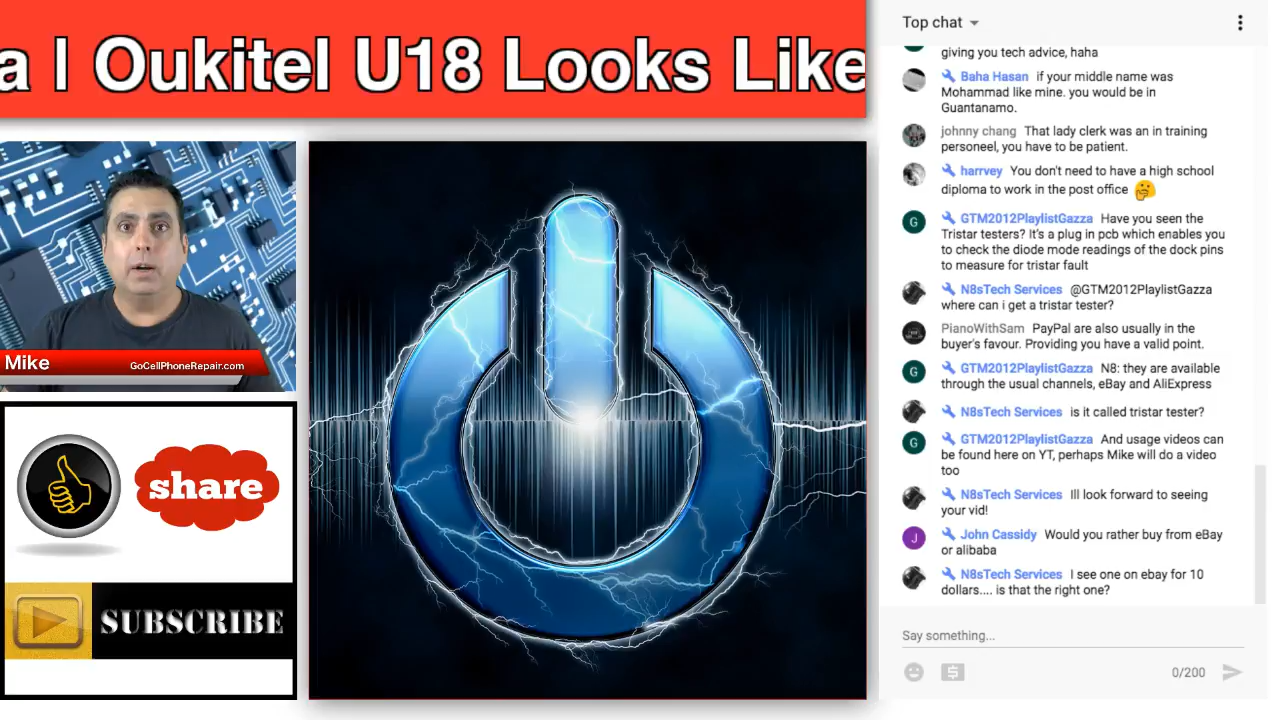 a | Oukitel U18 Looks Like
Mike
GoCellPhoneRepair.com
share
SUBSCRIBE
Top chat
giving you tech advice, haha
Baha Hasan if your middle name was
Mohammad like mine. you would be in
Guantanamo.
johnny chang That lady clerk was an in training
personeel, you have to be patient.
harrvey You don't need to have a high school
diploma to work in the post office
G GTM2012PlaylistGazza Have you seen the
Tristar testers? It's a plug in pcb which enables you
to check the diode mode readings of the dock pins
to measure for tristar fault
N8sTech Services @GTM2012PlaylistGazza
where can i get a tristar tester?
PianoWithSam PayPal are also usually in the
buyer's favour. Providing you have a valid point.
G GTM2012PlaylistGazza N8: they are available
through the usual channels, eBay and AliExpress
N8sTech Services is it called tristar tester?
G GTM2012PlaylistGazza And usage videos can
be found here on YT, perhaps Mike will do a video
too
N8sTech Services Ill look forward to seeing
your vid!
J John Cassidy Would you rather buy from eBay
or alibaba
N8sTech Services I see one on ebay for 10
dollars.... is that the right one?
Say something...
0/200